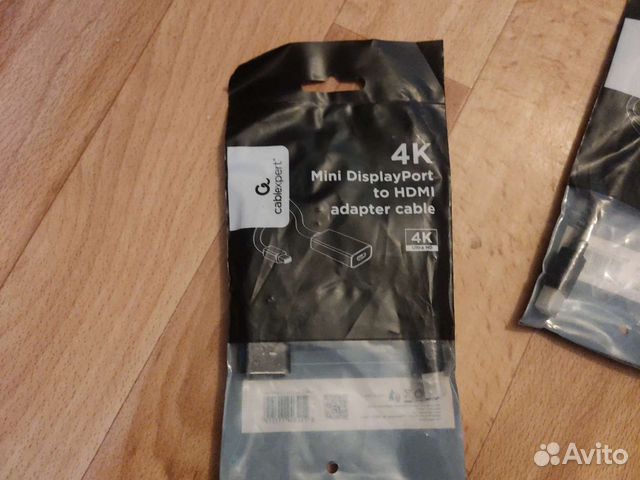 4K
Mini DisplayPort
to HDMI
adapter cable
4K
Ultra HD
cablexpert
Avito